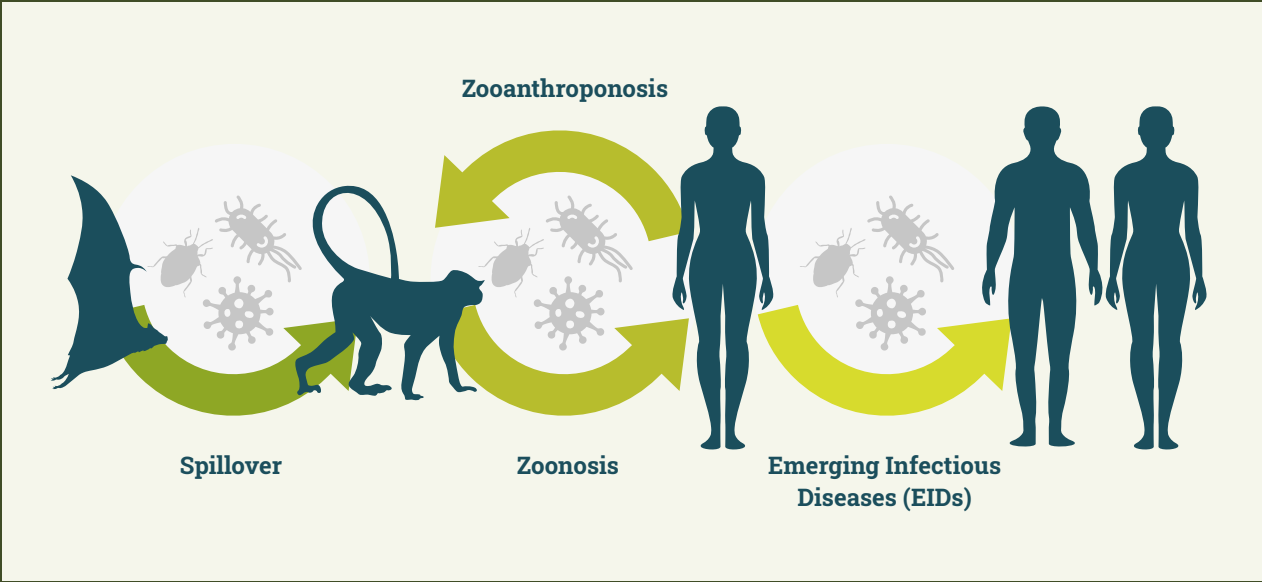 Zooanthroponosis
Spillover
Zoonosis
Emerging Infectious
Diseases (EIDs)